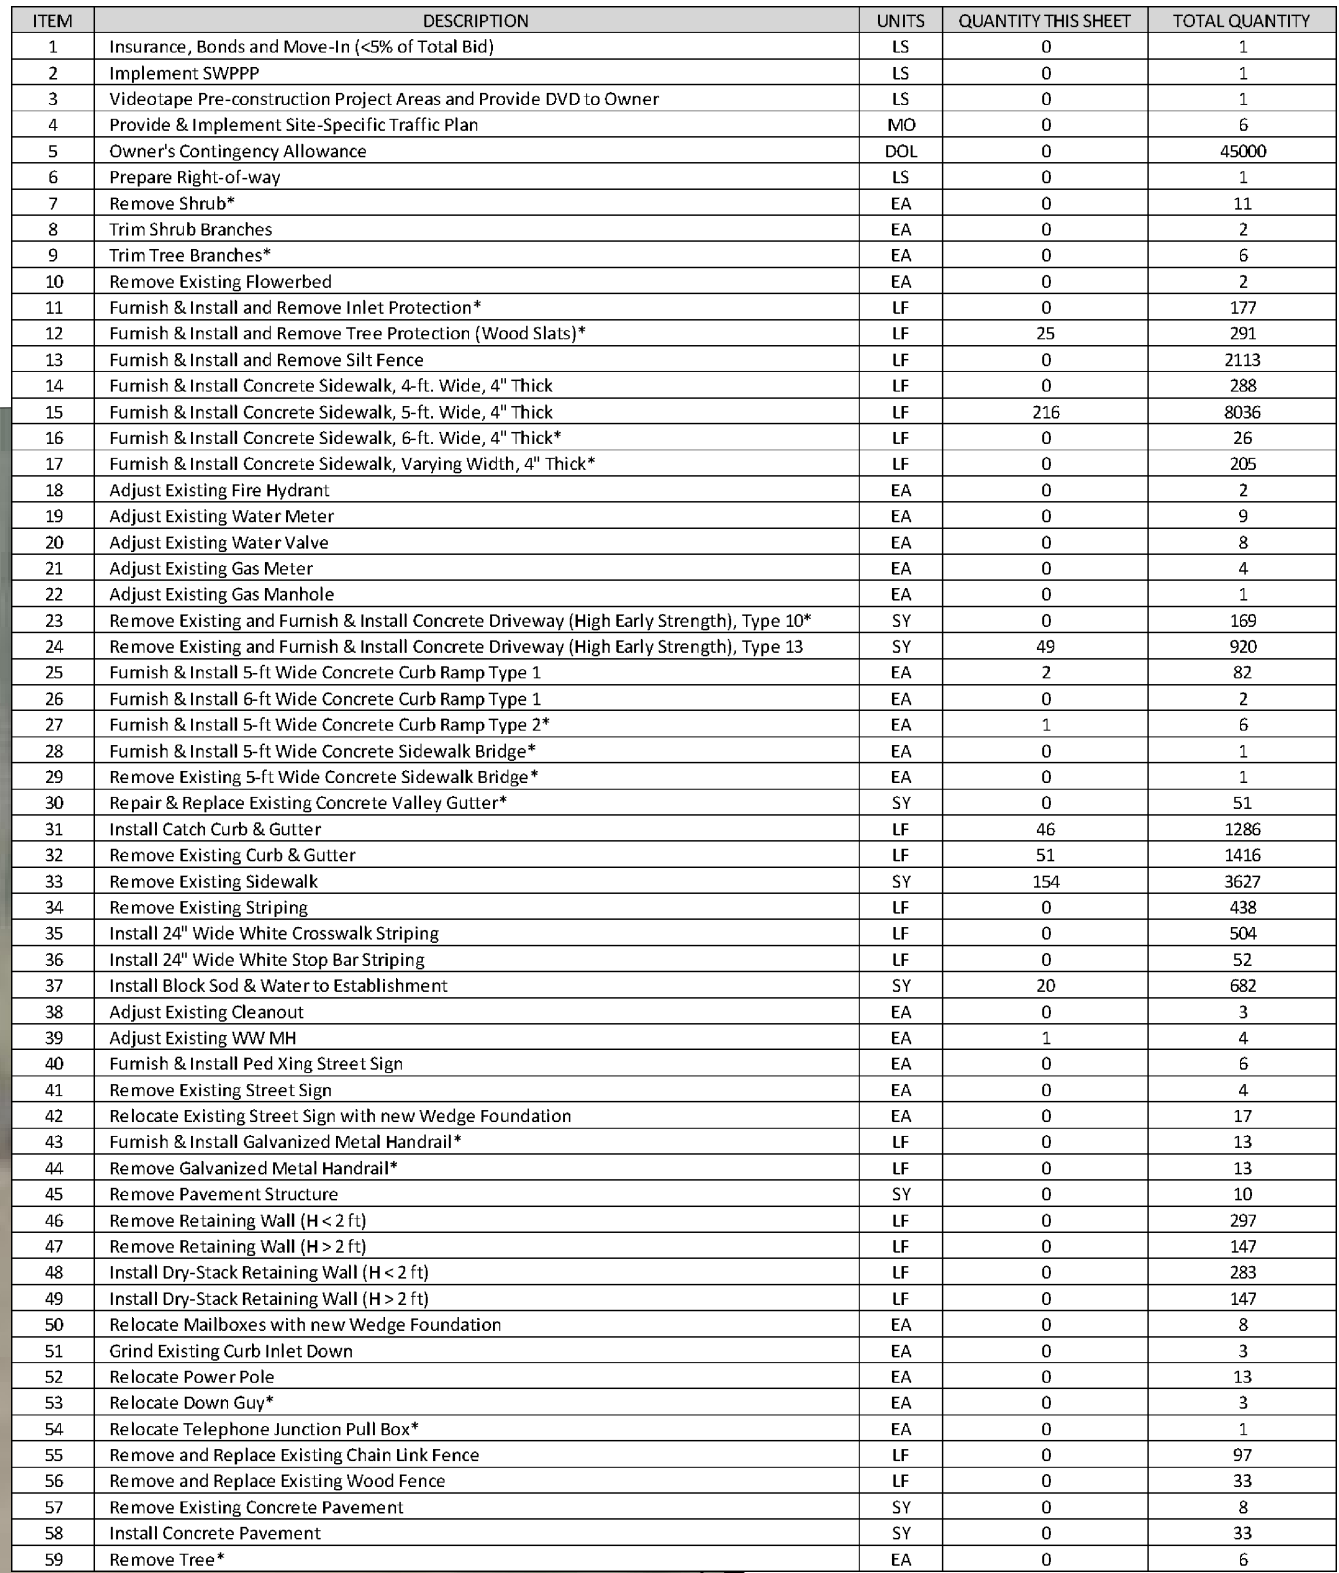 ITEM DESCRIPTION UNITS QUANTITY THIS SHEET TOTAL QUANTITY
1 Insurance, Bonds and Move-In (<5% of Total Bid) LS 0 1
2 Implement SWPPP LS 0 1
3 Videotape Pre-construction Project Areas and Provide DVD to Owner LS 0 1
4 Provide & Implement Site-Specific Traffic Plan MO 0 6
5 Owner's Contingency Allowance DOL 0 45000
6 Prepare Right-of-way LS 0 1
7 Remove Shrub* EA 0 11
8 Trim Shrub Branches EA 0 2
9 Trim Tree Branches* EA 0 6
10 Remove Existing Flowerbed EA 0 2
11 Furnish & Install and Remove Inlet Protection* LF 0 177
12 Furnish & Install and Remove Tree Protection (Wood Slats)* LF 25 291
13 Furnish & Install and Remove Silt Fence LF 0 2113
14 Furnish & Install Concrete Sidewalk, 4-ft. Wide, 4" Thick LF 0 288
15 Furnish & Install Concrete Sidewalk, 5-ft. Wide, 4" Thick LF 216 8036
16 Furnish & Install Concrete Sidewalk, 6-ft. Wide, 4" Thick* LF 0 26
17 Furnish & Install Concrete Sidewalk, Varying Width, 4" Thick* LF 0 205
18 Adjust Existing Fire Hydrant EA 0 2
19 Adjust Existing Water Meter EA 0 9
20 Adjust Existing Water Valve EA 0 8
21 Adjust Existing Gas Meter EA 0 4
22 Adjust Existing Gas Manhole EA 0 1
23 Remove Existing and Furnish & Install Concrete Driveway (High Early Strength), Type 10* SY 0 169
24 Remove Existing and Furnish & Install Concrete Driveway (High Early Strength), Type 13 SY 49 920
25 Furnish & Install 5-ft Wide Concrete Curb Ramp Type 1 EA 2 82
26 Furnish & Install 6-ft Wide Concrete Curb Ramp Type 1 EA 0 2
27 Furnish & Install 5-ft Wide Concrete Curb Ramp Type 2* EA 1 6
28 Furnish & Install 5-ft Wide Concrete Sidewalk Bridge* EA 0 1
29 Remove Existing 5-ft Wide Concrete Sidewalk Bridge* EA 0 1
30 Repair & Replace Existing Concrete Valley Gutter* SY 0 51
31 Install Catch Curb & Gutter LF 46 1286
32 Remove Existing Curb & Gutter LF 51 1416
33 Remove Existing Sidewalk SY 154 3627
34 Remove Existing Striping LF 0 438
35 Install 24" Wide White Crosswalk Striping LF 0 504
36 Install 24" Wide White Stop Bar Striping LF 0 52
37 Install Block Sod & Water to Establishment SY 20 682
38 Adjust Existing Cleanout EA 0 3
39 Adjust Existing WW MH EA 1 4
40 Furnish & Install Ped Xing Street Sign EA 0 6
41 Remove Existing Street Sign EA 0 4
42 Relocate Existing Street Sign with new Wedge Foundation EA 0 17
43 Furnish & Install Galvanized Metal Handrail* LF 0 13
44 Remove Galvanized Metal Handrail* LF 0 13
45 Remove Pavement Structure SY 0 10
46 Remove Retaining Wall (H < 2 ft) LF 0 297
47 Remove Retaining Wall (H > 2 ft) LF 0 147
48 Install Dry-Stack Retaining Wall (H < 2 ft) LF 0 283
49 Install Dry-Stack Retaining Wall (H > 2 ft) LF 0 147
50 Relocate Mailboxes with new Wedge Foundation EA 0 8
51 Grind Existing Curb Inlet Down EA 0 3
52 Relocate Power Pole EA 0 13
53 Relocate Down Guy* EA 0 3
54 Relocate Telephone Junction Pull Box* EA 0 1
55 Remove and Replace Existing Chain Link Fence LF 0 97
56 Remove and Replace Existing Wood Fence LF 0 33
57 Remove Existing Concrete Pavement SY 0 8
58 Install Concrete Pavement SY 0 33
59 Remove Tree* EA 0 6